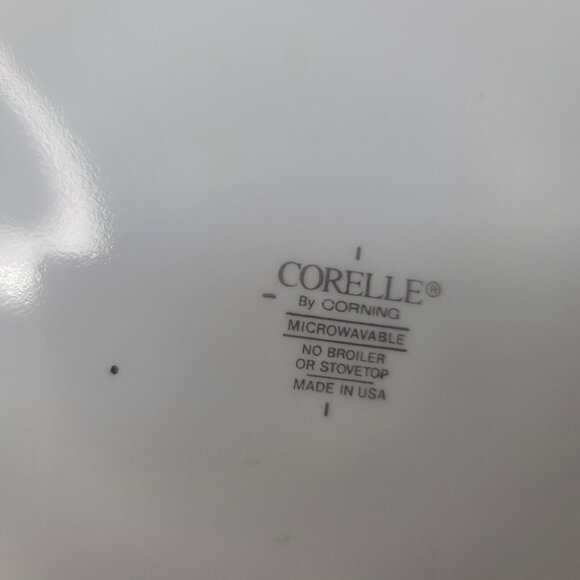 CORELLE®
By CORNING
MICROWAVABLE
NO BROILER
OR STOVETOP
MADE IN USA